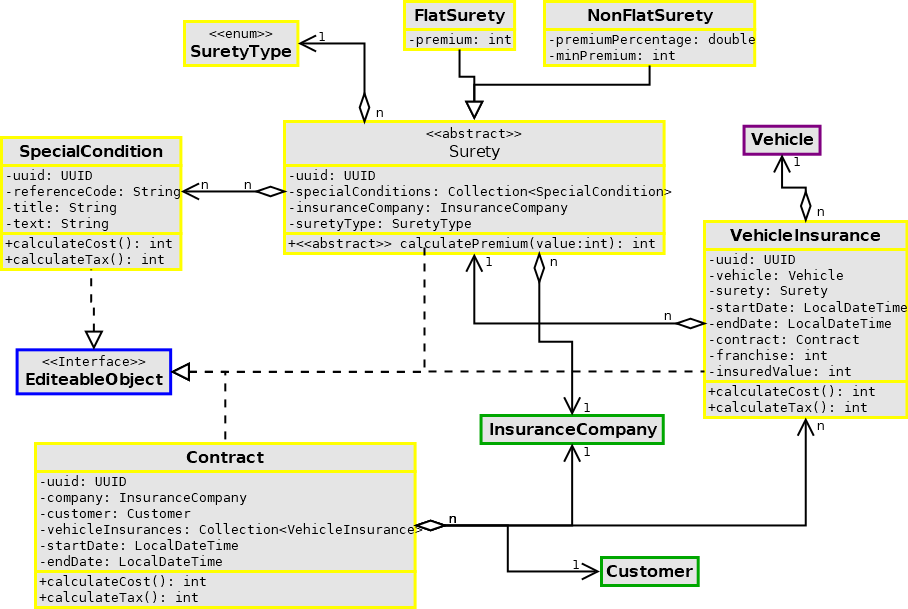 FlatSurety
-premium: int
NonFlatSurety
-premiumPercentage: double
-minPremium: int
<<enum>>
SuretyType
1
n
<<abstract>>
Surety
-uuid: UUID
-specialConditions: Collection<SpecialCondition>
-insuranceCompany: InsuranceCompany
-suretyType: SuretyType
+<<abstract>> calculatePremium(value:int): int
SpecialCondition
-uuid: UUID
-referenceCode: String
-title: String
-text: String
+calculateCost(): int
+calculateTax(): int
n
n
Vehicle
1
n
VehicleInsurance
-uuid: UUID
-vehicle: Vehicle
-surety: Surety
-startDate: LocalDateTime
-endDate: LocalDateTime
-contract: Contract
-franchise: int
-insuredValue: int
+calculateCost(): int
+calculateTax(): int
n
1
n
n
<<Interface>>
EditeableObject
1
InsuranceCompany
1
Contract
-uuid: UUID
-company: InsuranceCompany
-customer: Customer
-vehicleInsurances: Collection<VehicleInsurance>
-startDate: LocalDateTime
-endDate: LocalDateTime
+calculateCost(): int
+calculateTax(): int
n
1
Customer